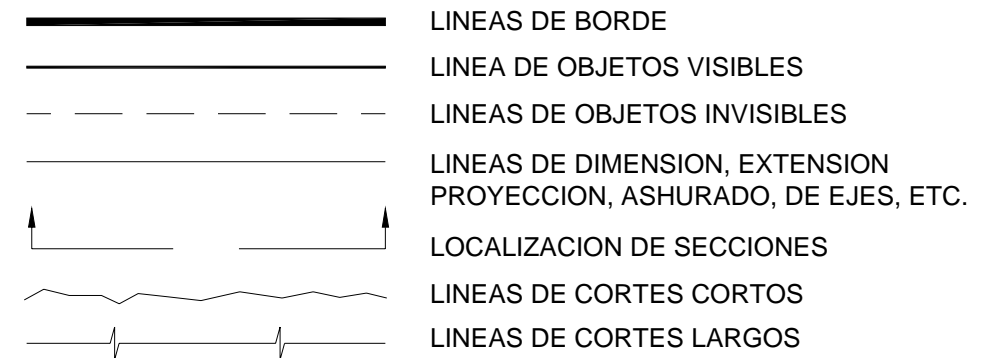 LINEAS DE BORDE
LINEA DE OBJETOS VISIBLES
LINEAS DE OBJETOS INVISIBLES
LINEAS DE DIMENSION, EXTENSION
PROYECCION, ASHURADO, DE EJES, ETC.
LOCALIZACION DE SECCIONES
LINEAS DE CORTES CORTOS
LINEAS DE CORTES LARGOS